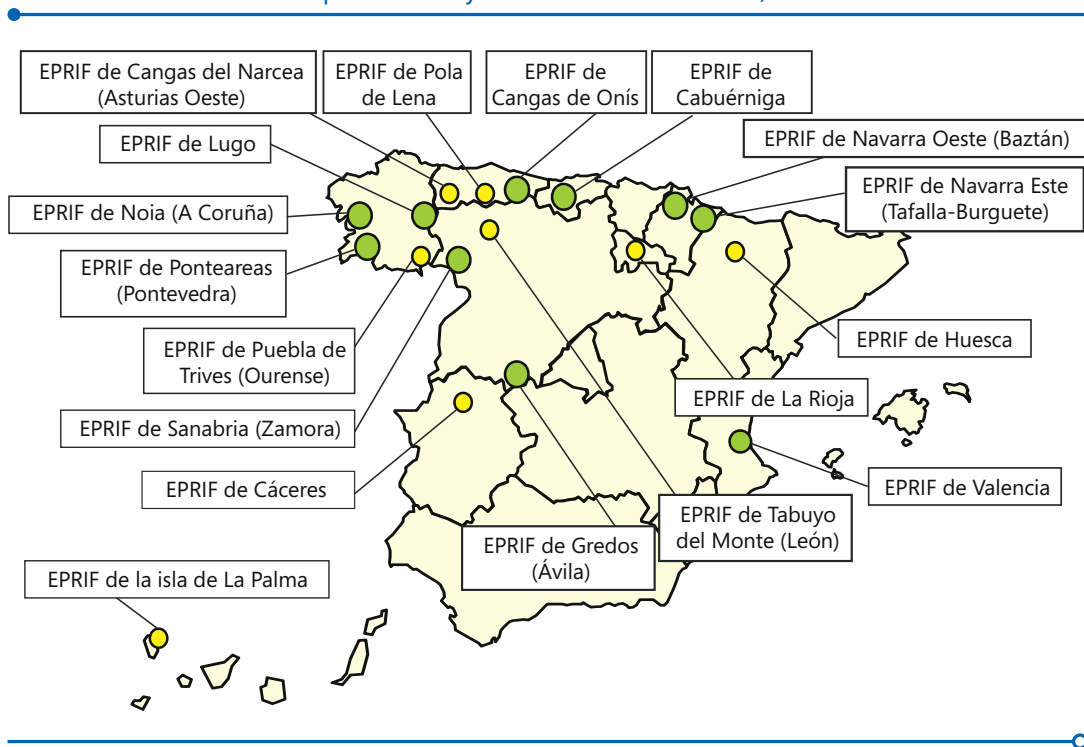 EPRIF de Cangas del Narcea
(Asturias Oeste)
EPRIF de Pola
de Lena
EPRIF de
Cangas de Onís
EPRIF de
Cabuérniga
EPRIF de Lugo
EPRIF de Navarra Oeste (Baztán)
EPRIF de Navarra Este
(Tafalla-Burguete)
EPRIF de Noia (A Coruña)
EPRIF de Ponteareas
(Pontevedra)
EPRIF de Huesca
EPRIF de Puebla de
Trives (Ourense)
EPRIF de La Rioja
EPRIF de Sanabria (Zamora)
EPRIF de Cáceres
EPRIF de Valencia
EPRIF de Tabuyo
del Monte (León)
EPRIF de Gredos
(Ávila)
EPRIF de la isla de La Palma